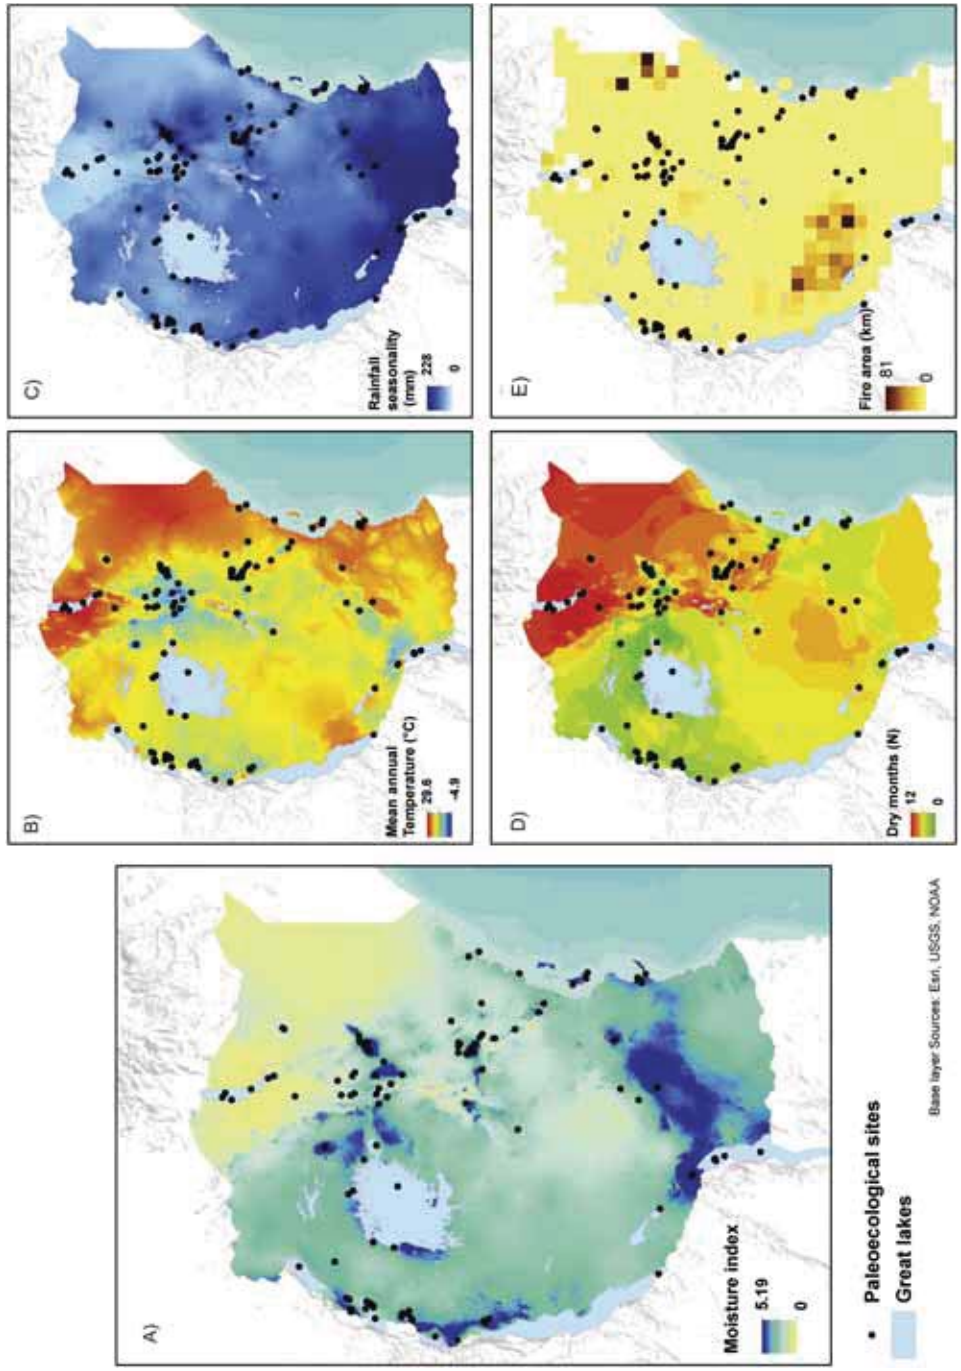 A)
Moisture index
5.19
0
Paleoecological sites
Great lakes
Base layer Sources: Esri, USGS, NOAA
B)
Mean annual
Temperature (°C)
29.6
-4.9
C)
Rainfall
seasonality
(mm)
228
0
D)
Dry months (N)
12
0
E)
Fire area (km)
81
0